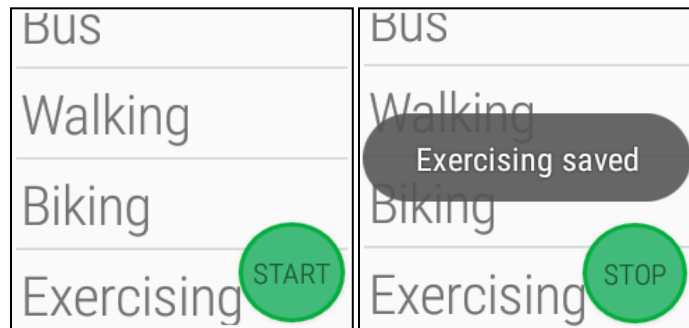 Bus
Walking
Biking
START
Exercising
Bus
Walking
Exercising saved
Biking
STOP
Exercising